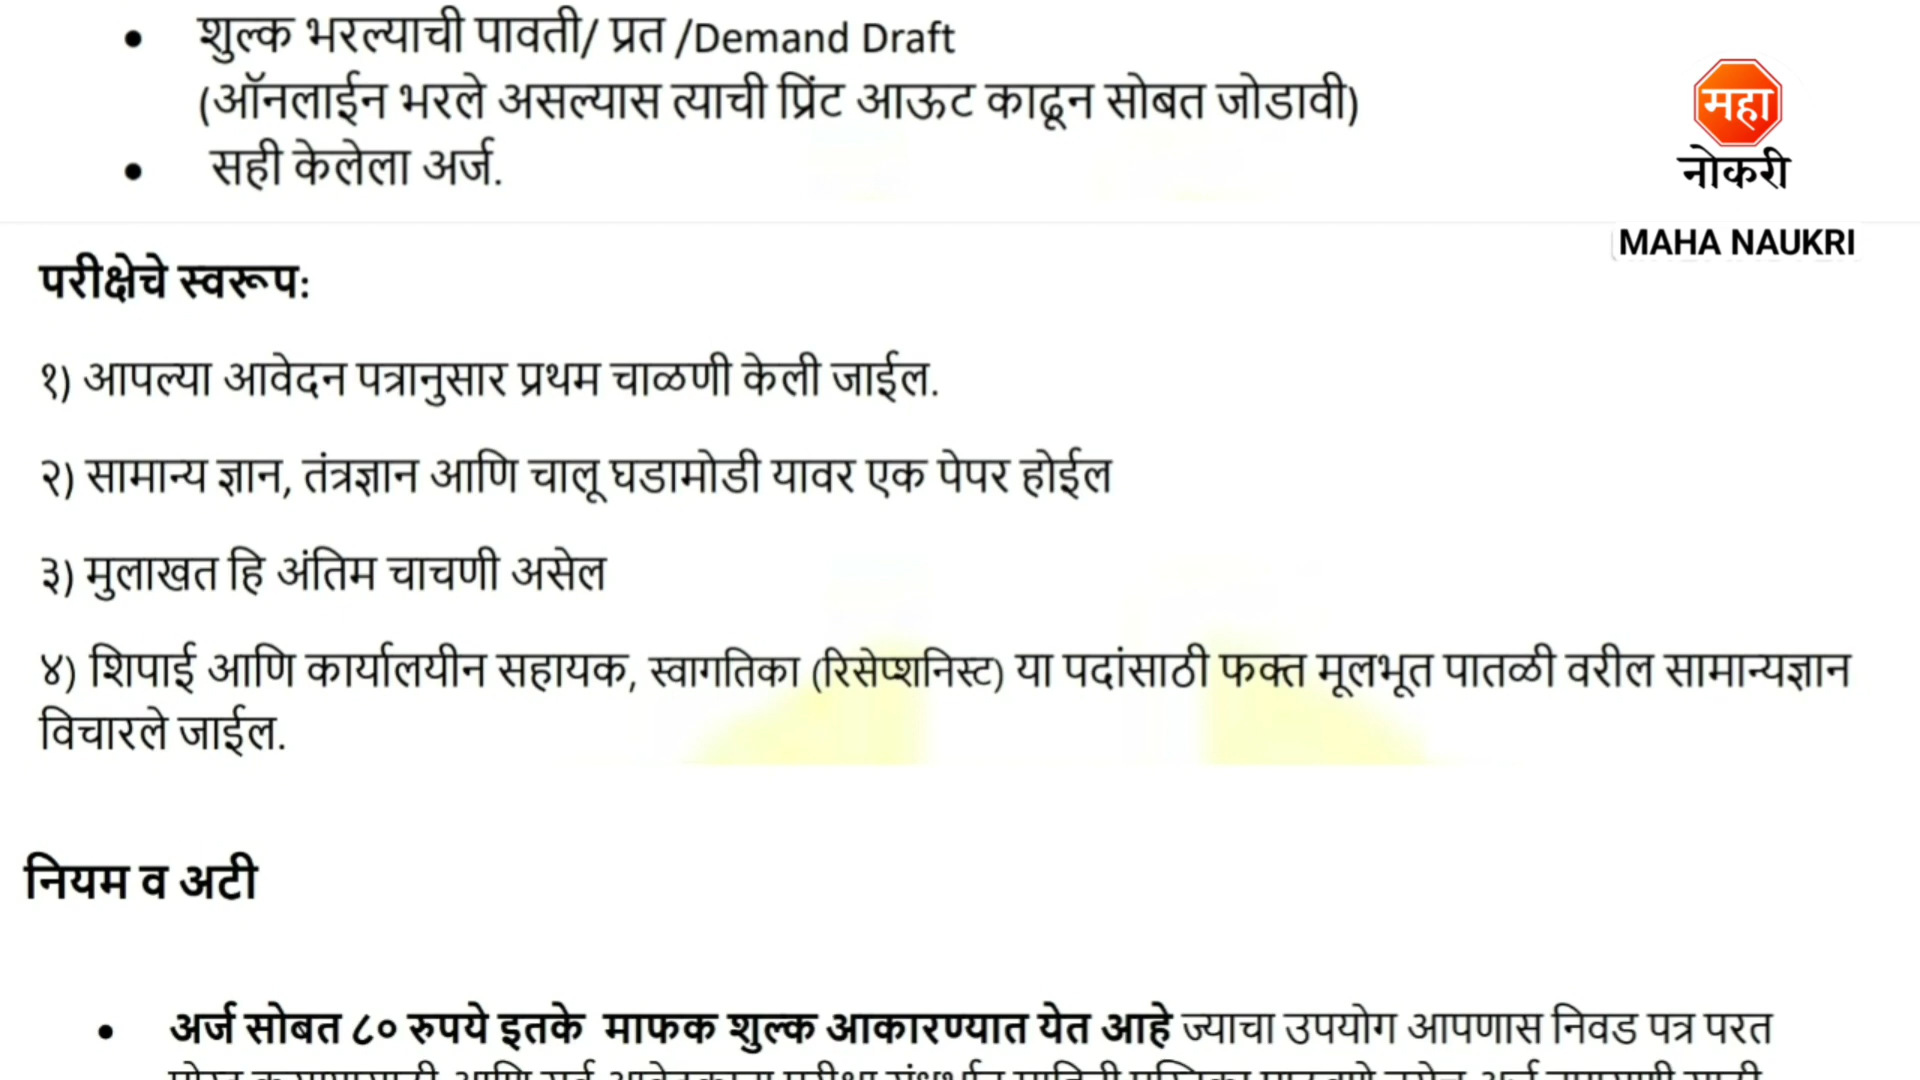 • शुल्क भरल्याची पावती/ प्रत /Demand Draft
(ऑनलाईन भरले असल्यास त्याची प्रिंट आऊट काढून सोबत जोडावी)
• सही केलेला अर्ज.
महा
नोकरी
MAHA NAUKRI
परीक्षेचे स्वरूप:
१) आपल्या आवेदन पत्रानुसार प्रथम चाळणी केली जाईल.
२) सामान्य ज्ञान, तंत्रज्ञान आणि चालू घडामोडी यावर एक पेपर होईल
३) मुलाखत हि अंतिम चाचणी असेल
४) शिपाई आणि कार्यालयीन सहायक, स्वागतिका (रिसेप्शनिस्ट) या पदांसाठी फक्त मूलभूत पातळी वरील सामान्यज्ञान
विचारले जाईल.
नियम व अटी
• अर्ज सोबत ८० रुपये इतके माफक शुल्क आकारण्यात येत आहे ज्याचा उपयोग आपणास निवड पत्र परत